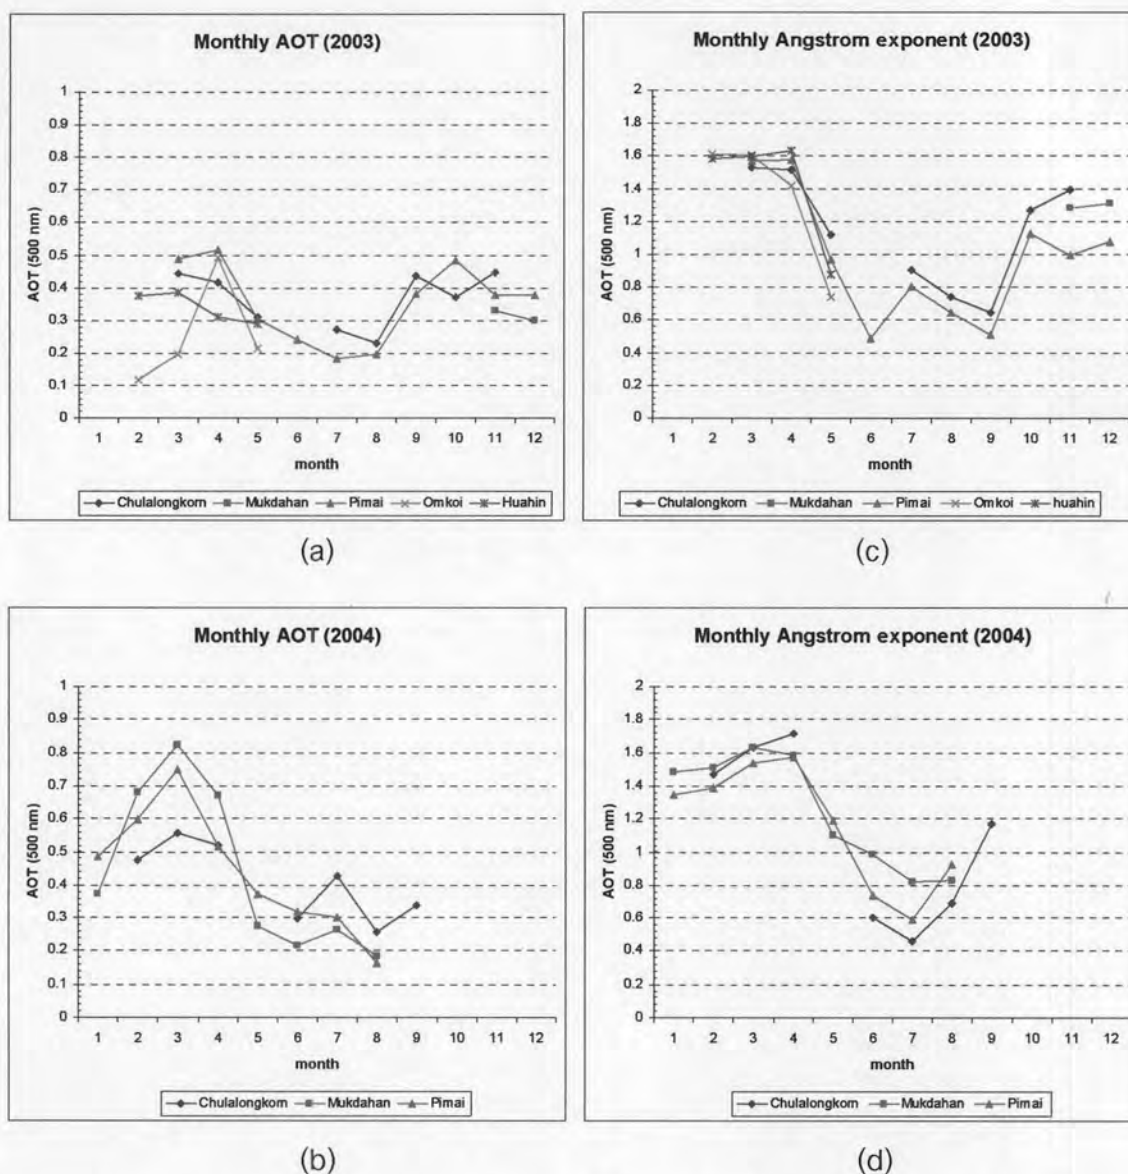 Monthly AOT (2003)
AOT (500 nm)
1
0.9
0.8
0.7
0.6
0.5
0.4
0.3
0.2
0.1
0
1 2 3 4 5 6 7 8 9 10 11 12
month
Chulalongkorn Mukdahan Pimai Omkoi Huahin
(a)
Monthly Angstrom exponent (2003)
AOT (500 nm)
2
1.8
1.6
1.4
1.2
1
0.8
0.6
0.4
0.2
0
1 2 3 4 5 6 7 8 9 10 11 12
month
Chulalongkorn Mukdahan Pimai Omkoi huahin
(c)
Monthly AOT (2004)
AOT (500 nm)
1
0.9
0.8
0.7
0.6
0.5
0.4
0.3
0.2
0.1
0
1 2 3 4 5 6 7 8 9 10 11 12
month
Chulalongkorn Mukdahan Pimai
(b)
Monthly Angstrom exponent (2004)
AOT (500 nm)
2
1.8
1.6
1.4
1.2
1
0.8
0.6
0.4
0.2
0
1 2 3 4 5 6 7 8 9 10 11 12
month
Chulalongkorn Mukdahan Pimai
(d)